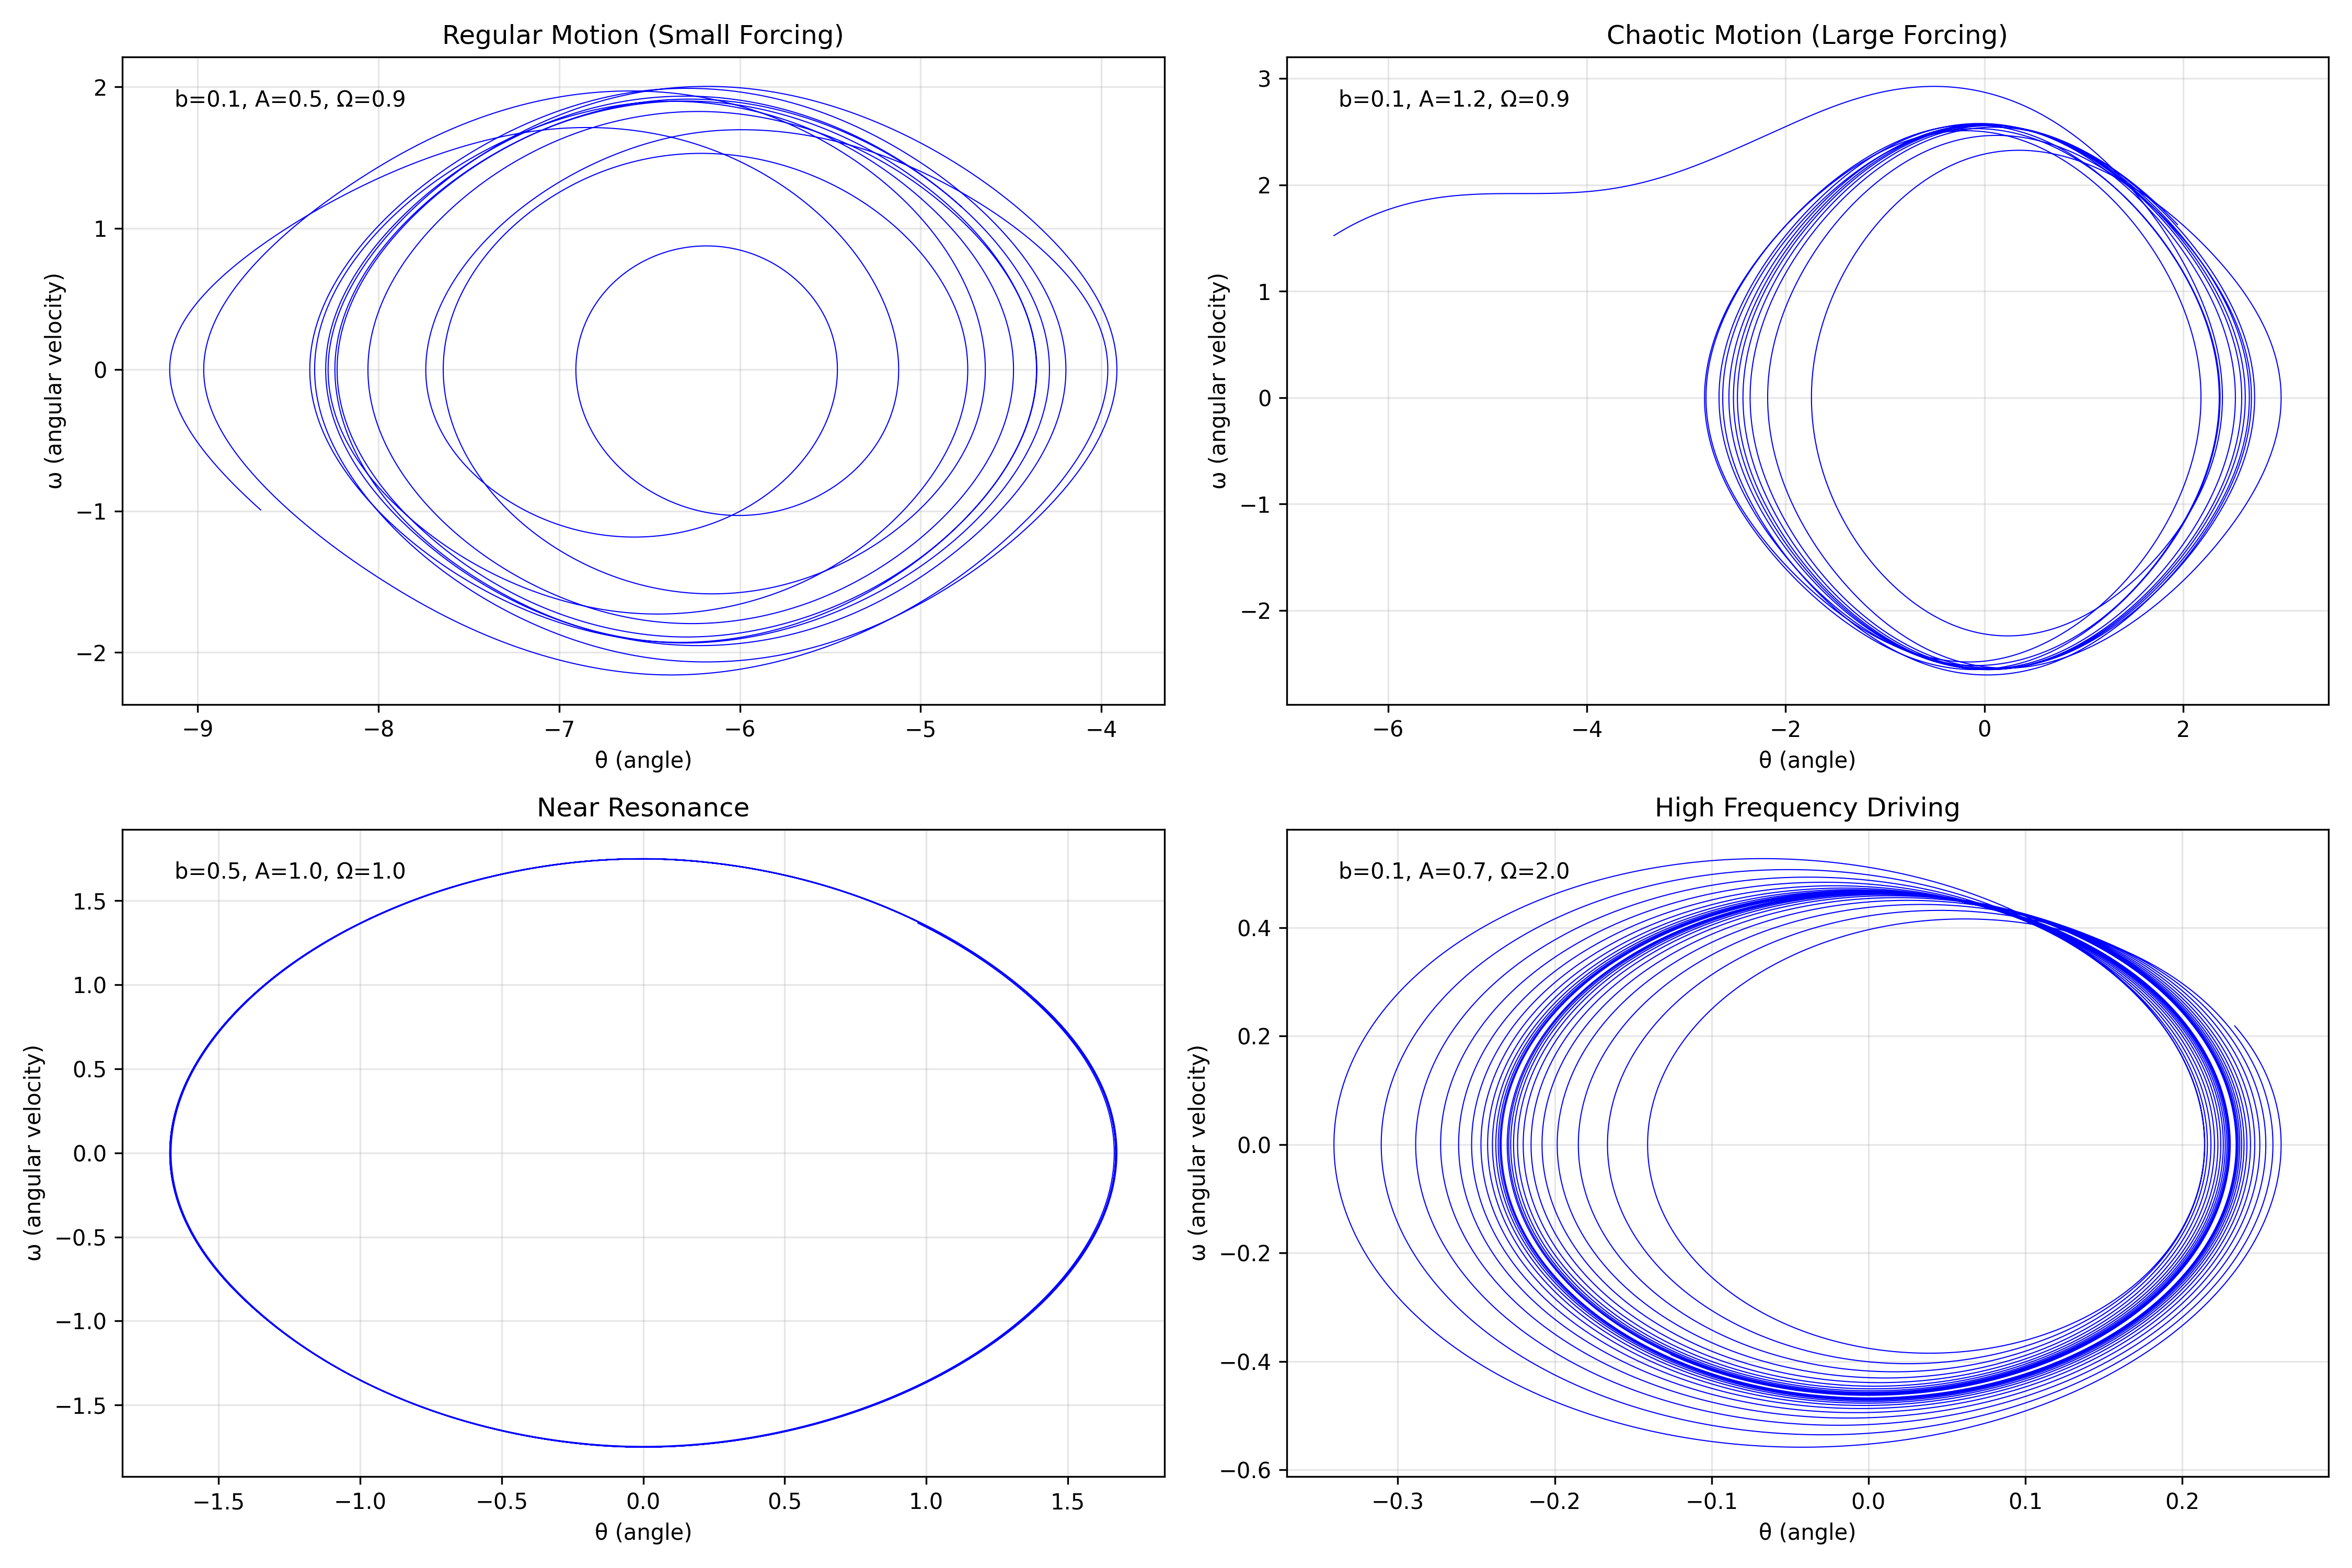 Regular Motion (Small Forcing)
b=0.1, A=0.5, Ω=0.9
2
1
0
−1
−2
ω (angular velocity)
−9 −8 −7 −6 −5 −4
θ (angle)
Chaotic Motion (Large Forcing)
b=0.1, A=1.2, Ω=0.9
3
2
1
0
−1
−2
ω (angular velocity)
−6 −4 −2 0 2
θ (angle)
Near Resonance
b=0.5, A=1.0, Ω=1.0
1.5
1.0
0.5
0.0
−0.5
−1.0
−1.5
ω (angular velocity)
−1.5 −1.0 −0.5 0.0 0.5 1.0 1.5
θ (angle)
High Frequency Driving
b=0.1, A=0.7, Ω=2.0
0.4
0.2
0.0
−0.2
−0.4
−0.6
ω (angular velocity)
−0.3 −0.2 −0.1 0.0 0.1 0.2
θ (angle)